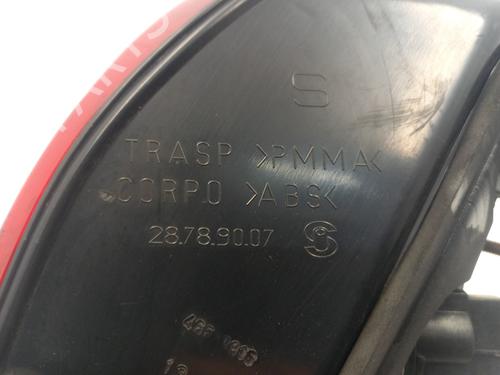 S
TRASP >PMMA<
CORPO >ABS<
28.78.90.07 S